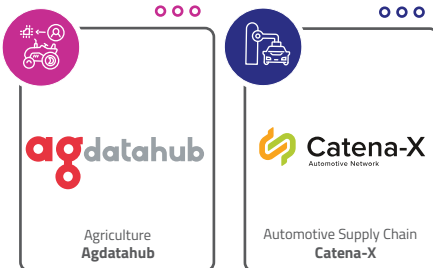 agdatahub
Agriculture
Agdatahub
Catena-X
Automotive Network
Automotive Supply Chain
Catena-X